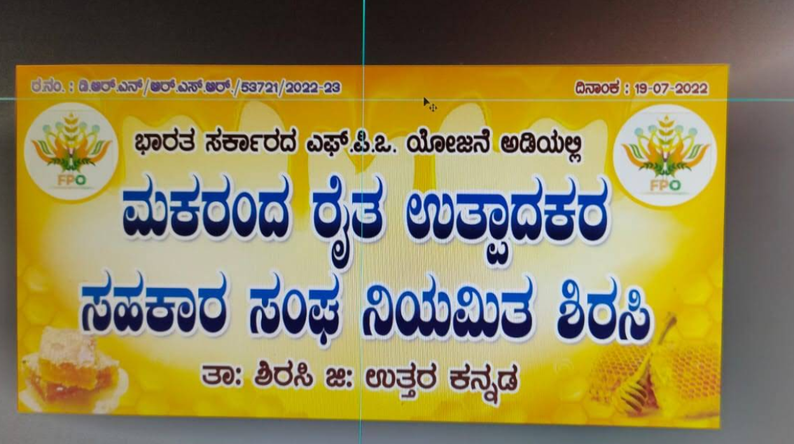 ರ.ನಂ. : ಡಿ.ಆರ್.ಎನ್/ಆರ್.ಎಸ್.ಆರ್./53721/2022-23
ದಿನಾಂಕ : 19-07-2022
ಭಾರತ ಸರ್ಕಾರದ ಎಫ್.ಪಿ.ಒ. ಯೋಜನೆ ಅಡಿಯಲ್ಲಿ
FPO
FPO
ಮಕರಂದ ರೈತ ಉತ್ಪಾದಕರ
ಸಹಕಾರ ಸಂಘ ನಿಯಮಿತ ಶಿರಸಿ
ತಾ: ಶಿರಸಿ ಜಿ: ಉತ್ತರ ಕನ್ನಡ